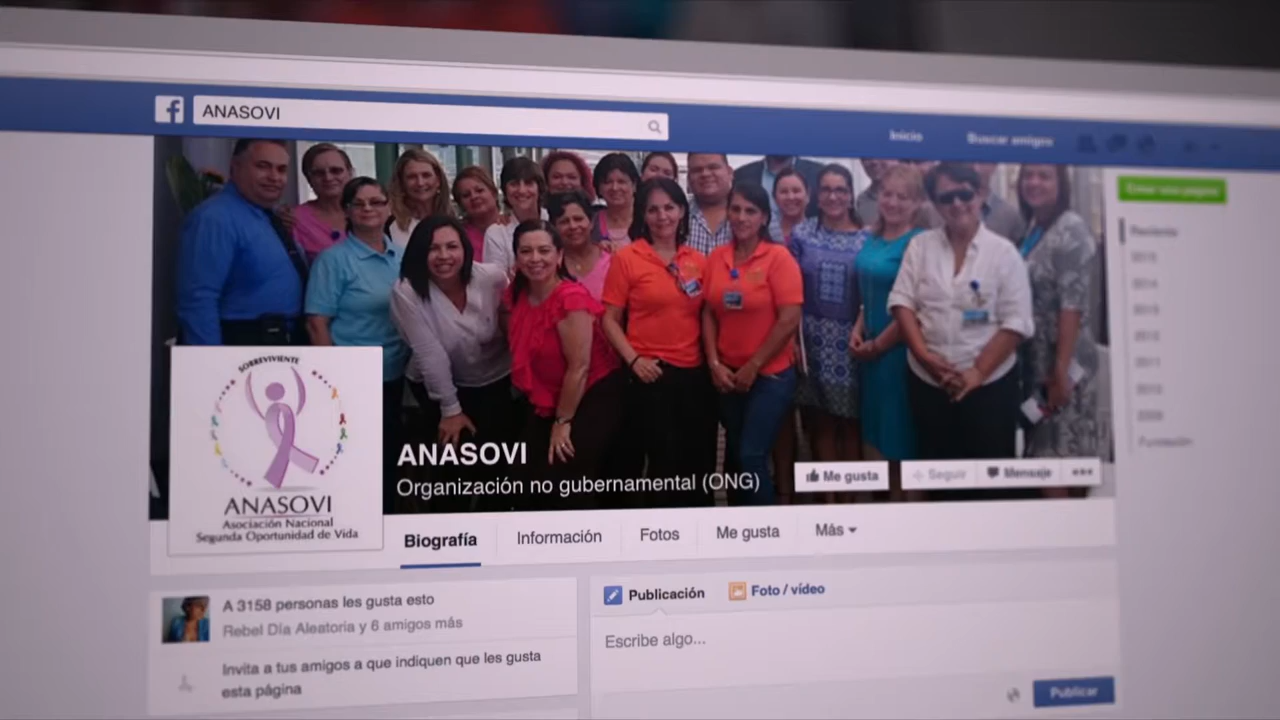 ANASOVI
Inicio
Buscar amigos
SOBREVIVIENTE
ANASOVI
Asociación Nacional
Segunda Oportunidad de Vida
ANASOVI
Organización no gubernamental (ONG)
Me gusta
Seguir
Mensaje
Biografía
Información
Fotos
Me gusta
Más
A 3158 personas les gusta esto
Rebel Día Aleatoria y 6 amigos más
Invita a tus amigos a que indiquen que les gusta
esta página
Publicación
Foto / vídeo
Escribe algo...
Publicar